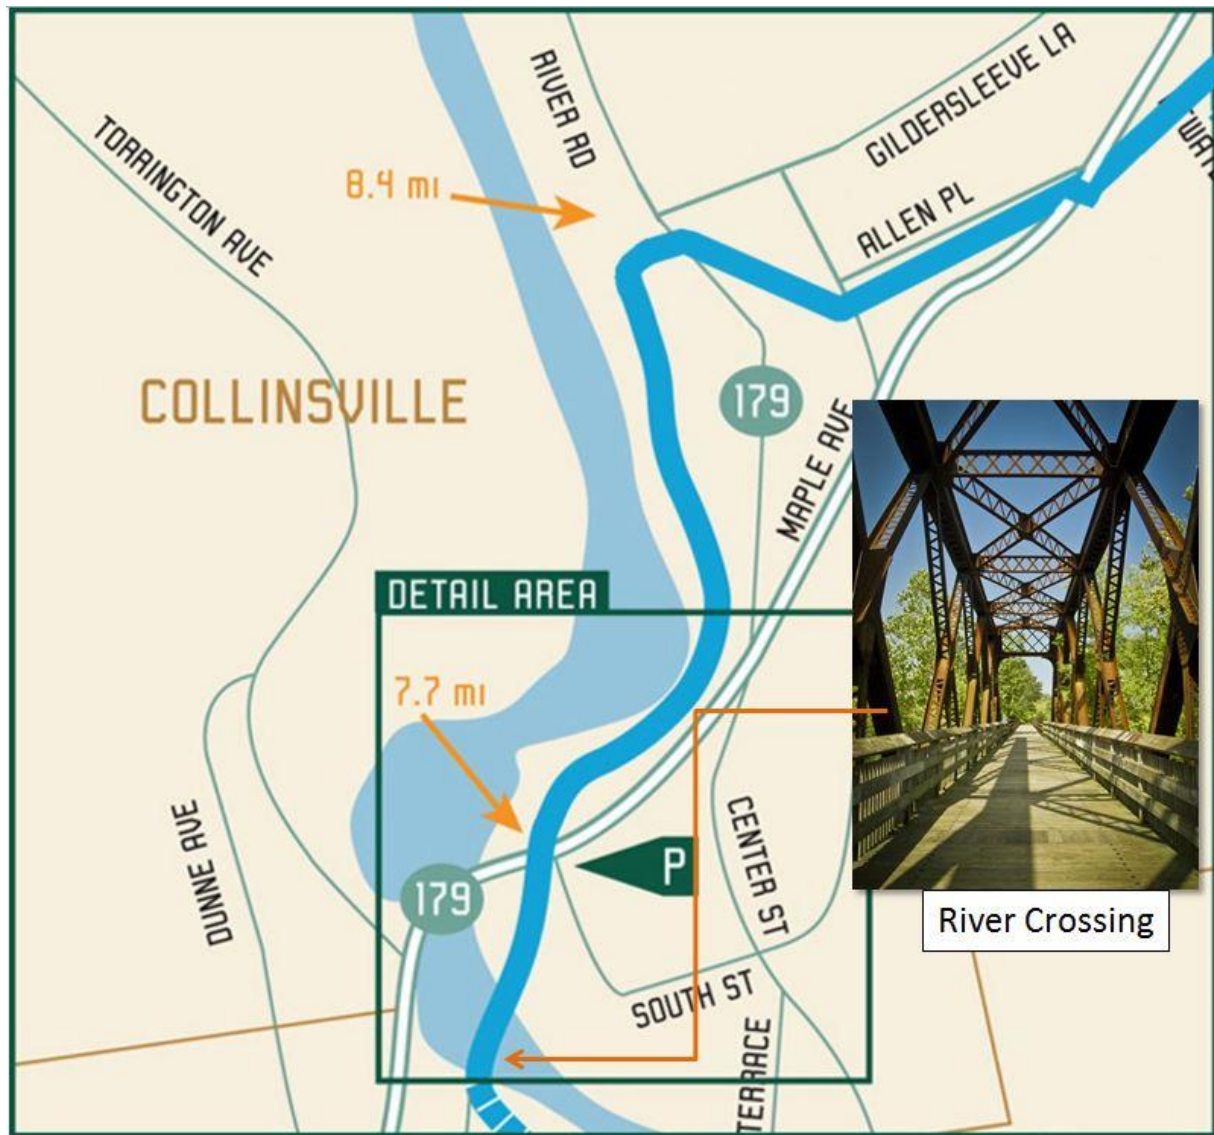 RIVER RD
GILDERSLEEVE LA
TORRINGTON AVE
8.4 mi
ALLEN PL
COLLINSVILLE
179
MAPLE AVE
DETAIL AREA
7.7 mi
DUNNE AVE
CENTER ST
P
179
River Crossing
SOUTH ST
TERRACE